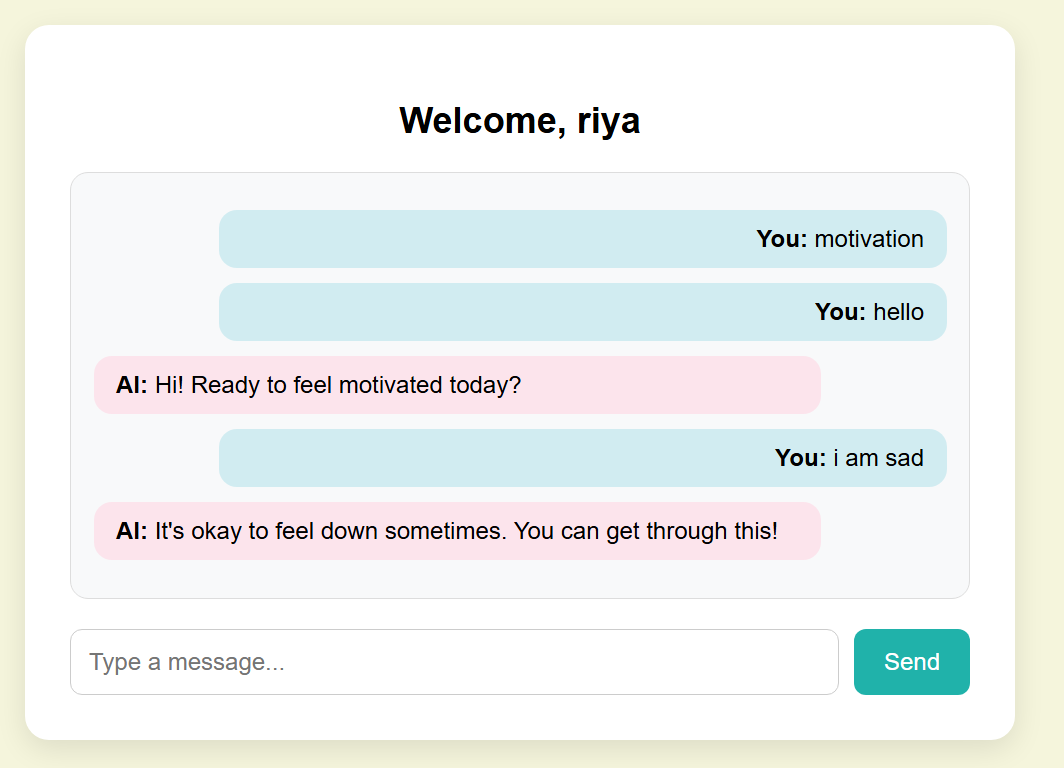 Welcome, riya
You: motivation
You: hello
AI: Hi! Ready to feel motivated today?
You: i am sad
AI: It's okay to feel down sometimes. You can get through this!
Type a message...
Send